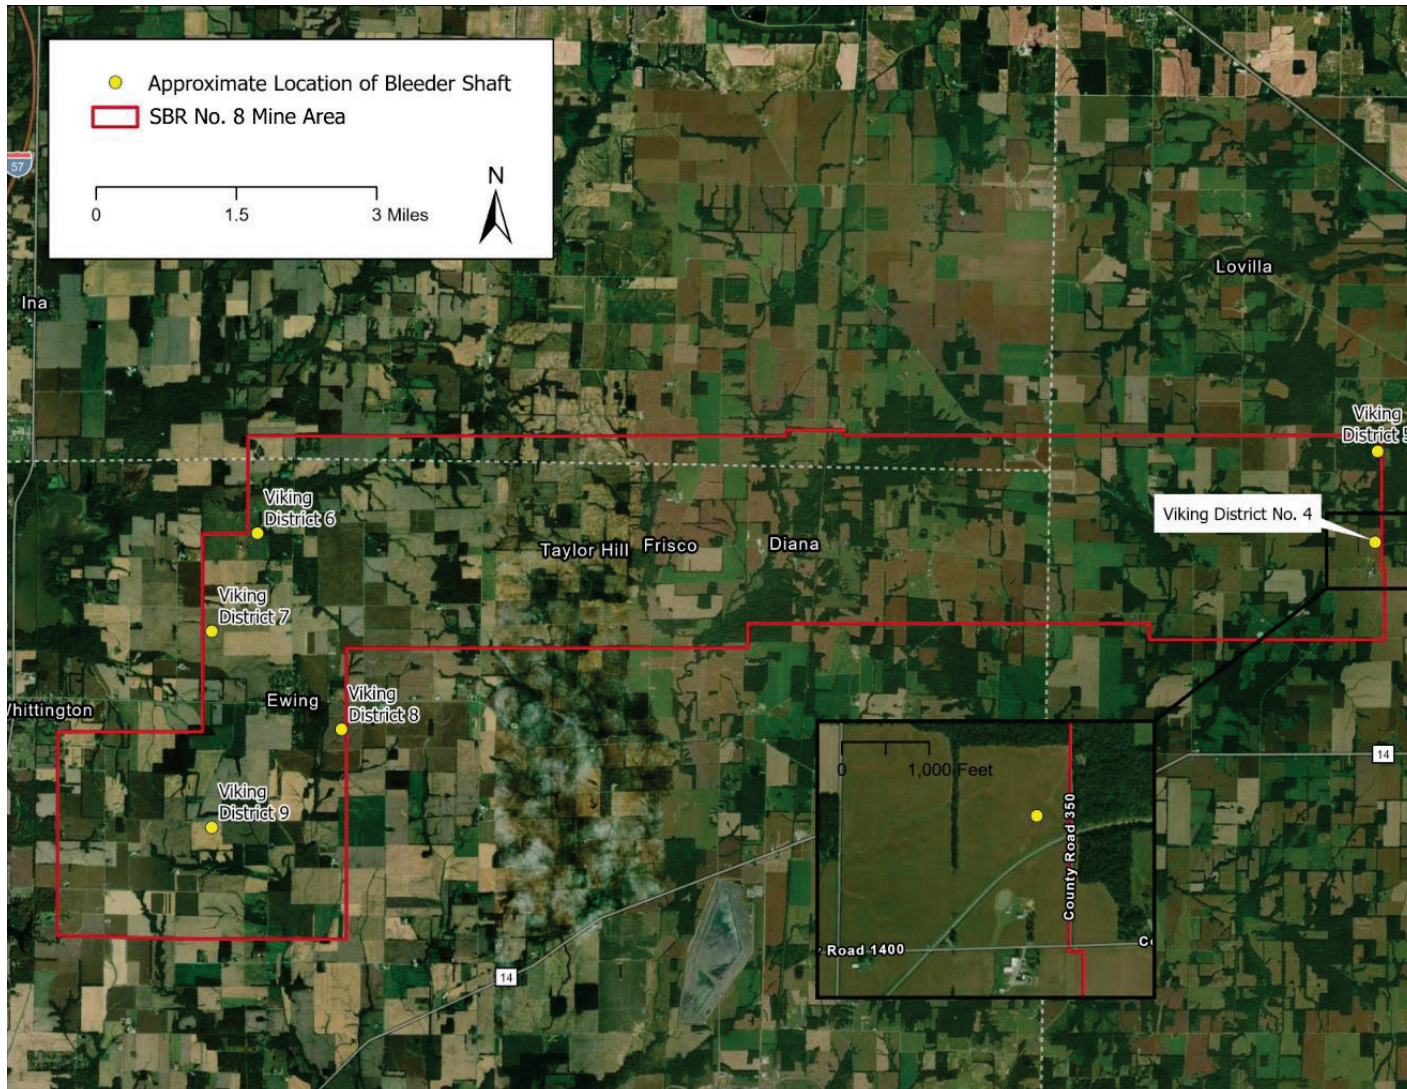 Approximate Location of Bleeder Shaft
SBR No. 8 Mine Area
57
N
0 1.5 3 Miles
Ina
Lovilla
Viking
District 5
Viking
District 6
Viking District No. 4
Taylor Hill
Frisco
Diana
Viking
District 7
Ewing
Viking
District 8
Whittington
14
0 1,000 Feet
Viking
District 9
County Road 350
y Road 1400
Co
14